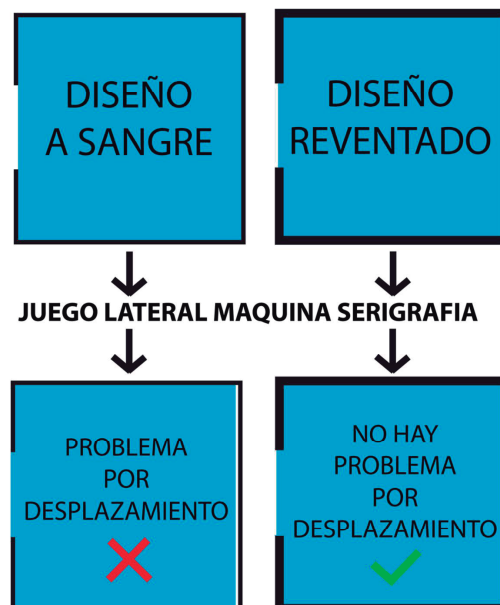 DISEÑO
A SANGRE
DISEÑO
REVENTADO
JUEGO LATERAL MAQUINA SERIGRAFIA
PROBLEMA
POR
DESPLAZAMIENTO
NO HAY
PROBLEMA
POR
DESPLAZAMIENTO